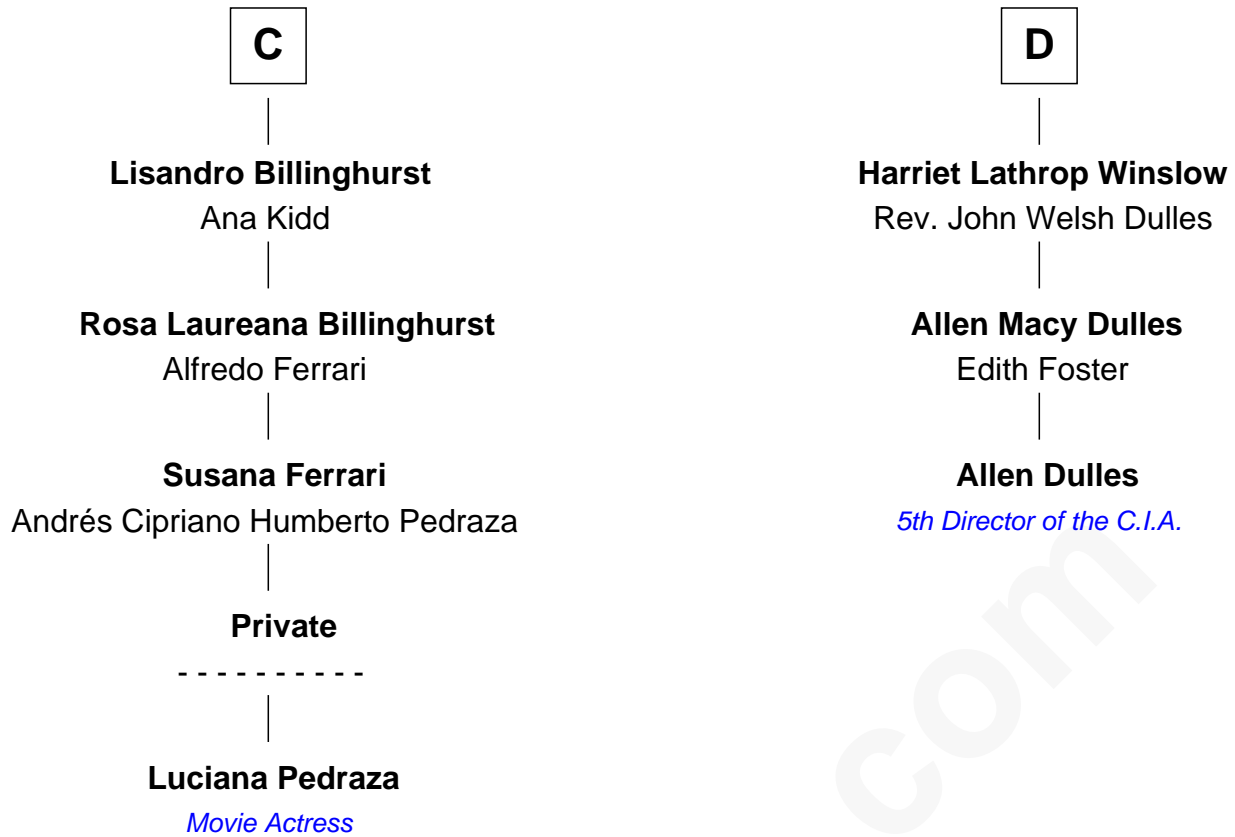 C
Lisandro Billinghurst
Ana Kidd
Rosa Laureana Billinghurst
Alfredo Ferrari
Susana Ferrari
Andrés Cipriano Humberto Pedraza
Private
- - - - - - - - - -
Luciana Pedraza
Movie Actress
D
Harriet Lathrop Winslow
Rev. John Welsh Dulles
Allen Macy Dulles
Edith Foster
Allen Dulles
5th Director of the C.I.A.
com